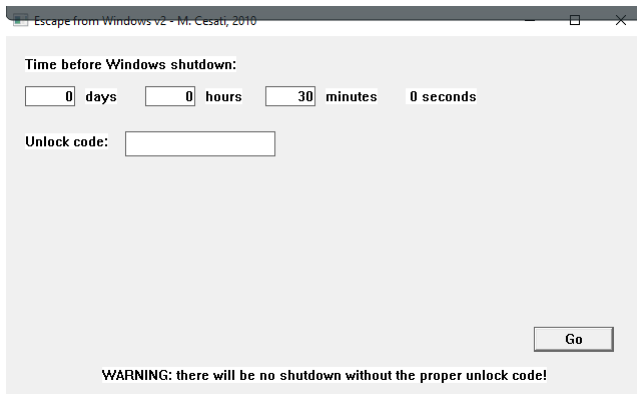 Escape from Windows v2 - M. Cesati, 2010
Time before Windows shutdown:
0 days 0 hours 30 minutes 0 seconds
Unlock code:
Go
WARNING: there will be no shutdown without the proper unlock code!